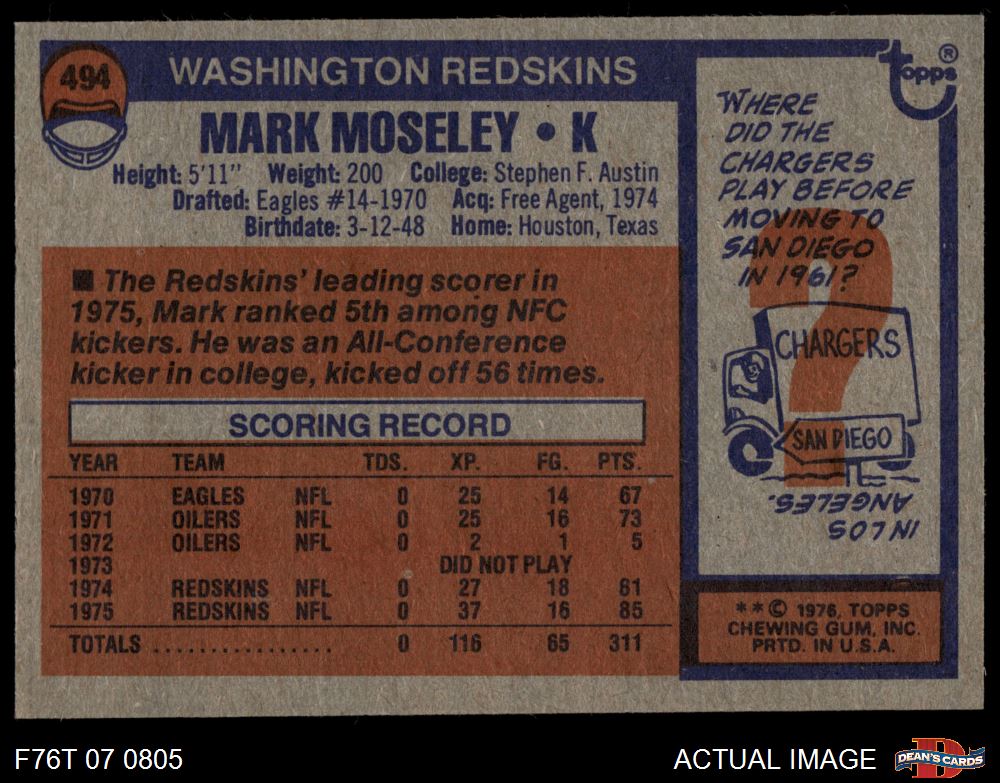 494
WASHINGTON REDSKINS
MARK MOSELEY • K
Height: 5'11" Weight: 200 College: Stephen F. Austin
Drafted: Eagles #14-1970 Acq: Free Agent, 1974
Birthdate: 3-12-48 Home: Houston, Texas
■ The Redskins' leading scorer in
1975, Mark ranked 5th among NFC
kickers. He was an All-Conference
kicker in college, kicked off 56 times.
SCORING RECORD
YEAR TEAM TDS. XP. FG. PTS.
1970 EAGLES NFL 0 25 14 67
1971 OILERS NFL 0 25 16 73
1972 OILERS NFL 0 2 1 5
1973 DID NOT PLAY
1974 REDSKINS NFL 0 27 18 81
1975 REDSKINS NFL 0 37 16 85
TOTALS ................. 0 116 65 311
topps®
WHERE
DID THE
CHARGERS
PLAY BEFORE
MOVING TO
SAN DIEGO
IN 1961?
CHARGERS
SAN DIEGO
IN LOS
ANGELES.
** © 1976, TOPPS
CHEWING GUM, INC.
PRTD. IN U.S.A.
F76T 07 0805
ACTUAL IMAGE
D
DEAN'S CARDS